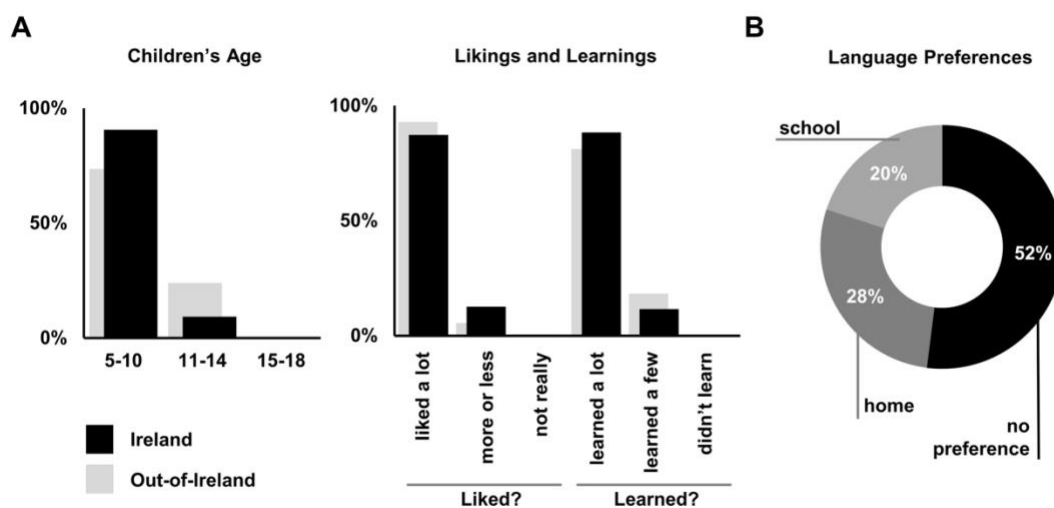 A
Children’s Age
100%
50%
0%
5-10
11-14
15-18
Ireland
Out-of-Ireland
Likings and Learnings
100%
50%
0%
liked a lot
more or less
not really
learned a lot
learned a few
didn’t learn
Liked?
Learned?
B
Language Preferences
school
20%
52%
28%
home
no
preference